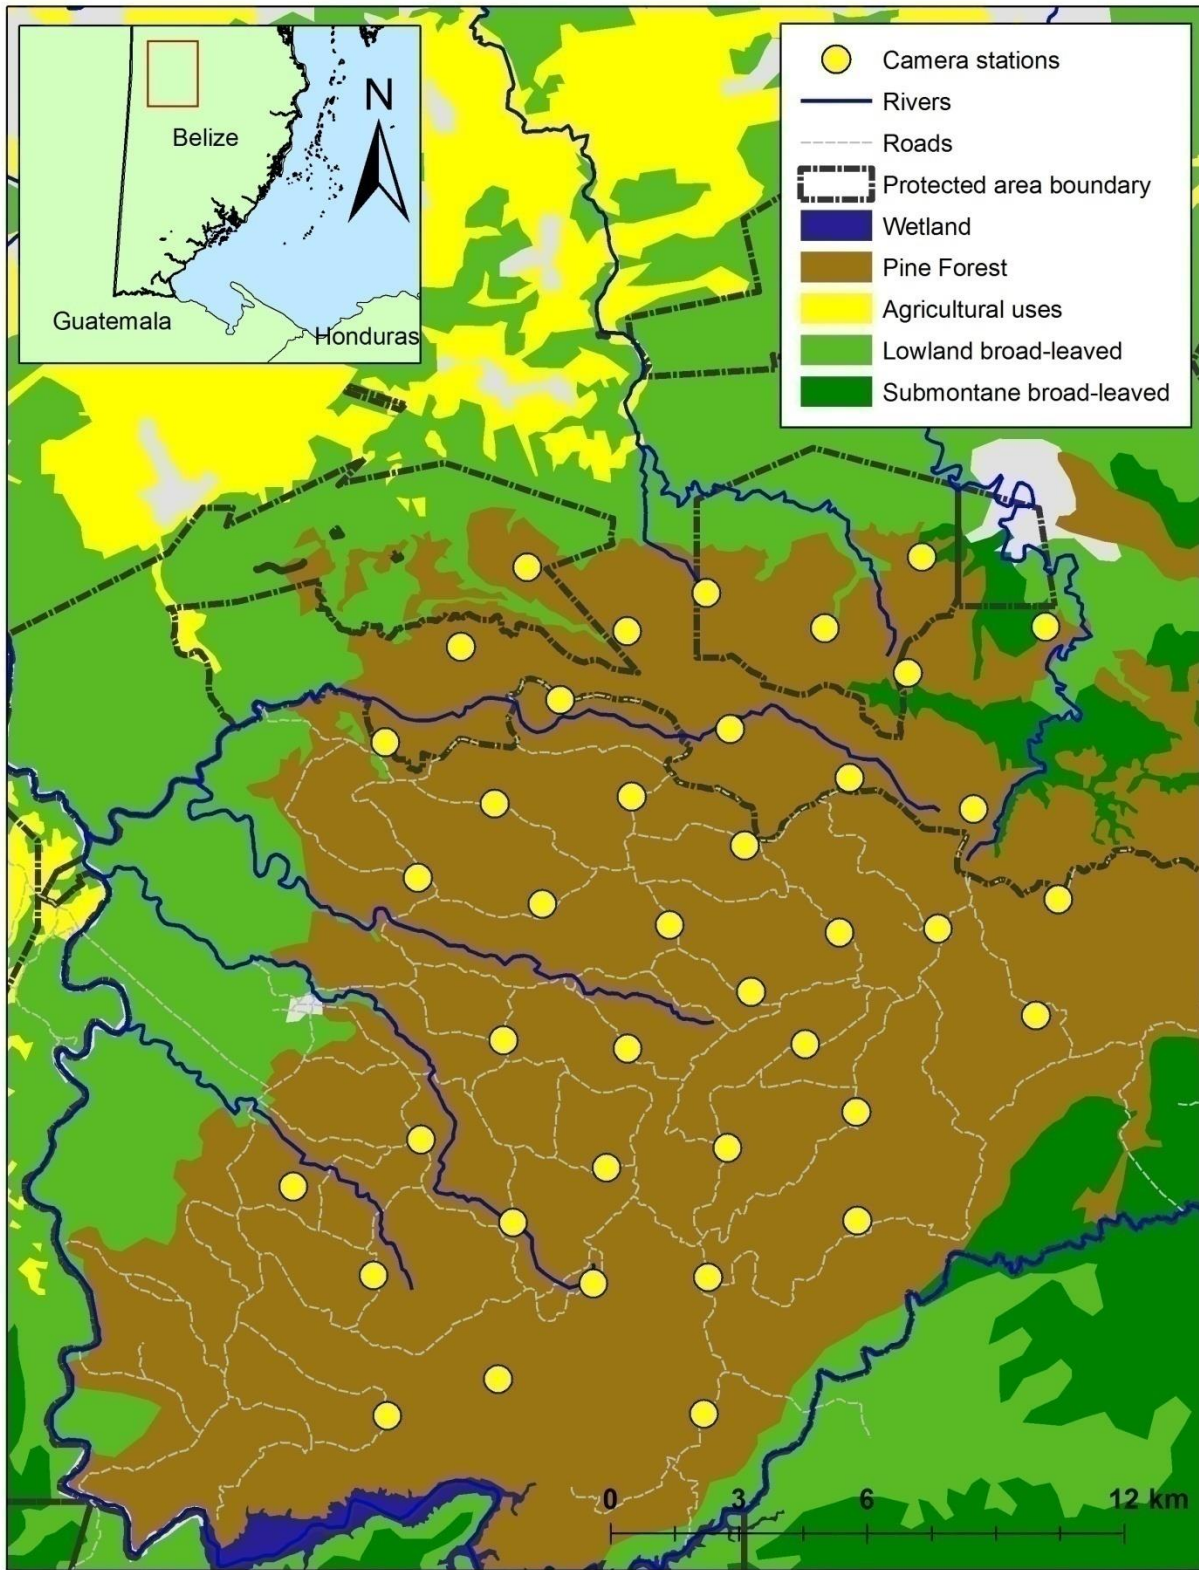 N
Belize
Guatemala
Honduras
Camera stations
Rivers
Roads
Protected area boundary
Wetland
Pine Forest
Agricultural uses
Lowland broad-leaved
Submontane broad-leaved
0 3 6 12 km